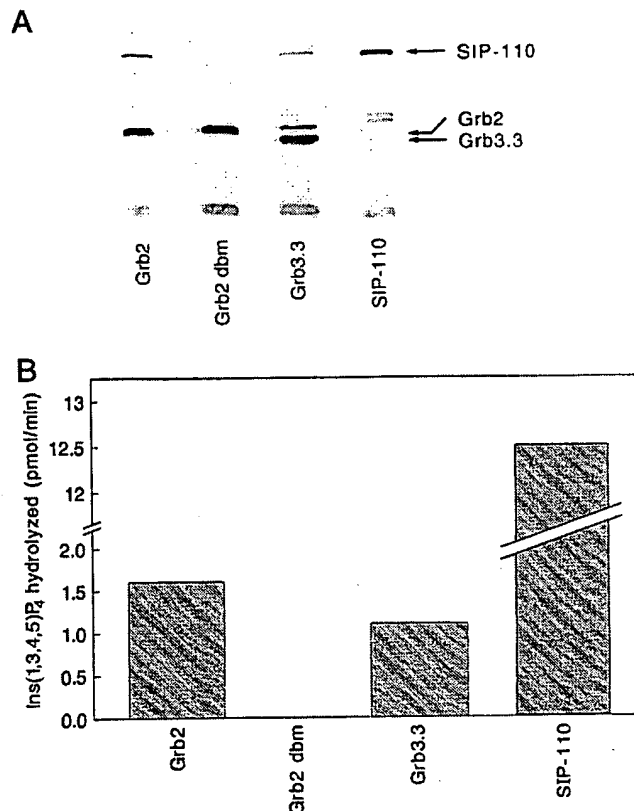 A
SIP-110
Grb2
Grb3.3
Grb2
Grb2 dbm
Grb3.3
SIP-110
B
Ins(1,3,4,5)P4 hydrolyzed (pmol/min)
13
12.5
12
2.0
1.5
1.0
0.5
0.0
Grb2
Grb2 dbm
Grb3.3
SIP-110